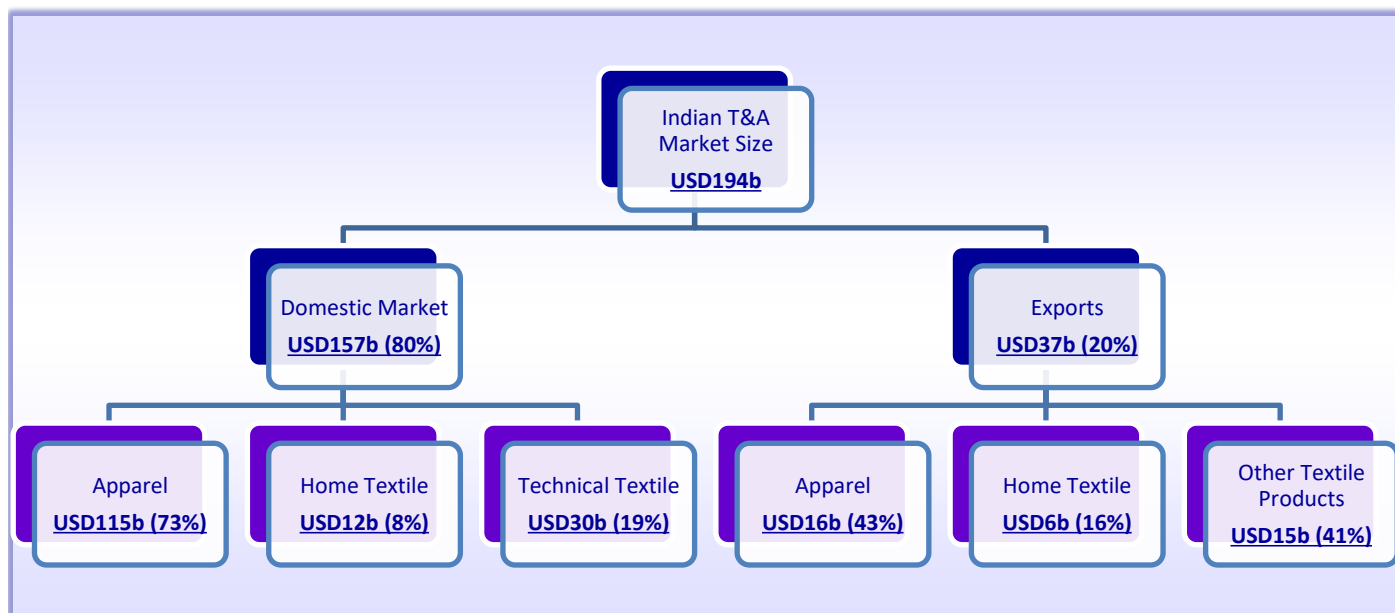 Indian T&A
Market Size
USD194b
Domestic Market
USD157b (80%)
Exports
USD37b (20%)
Apparel
USD115b (73%)
Home Textile
USD12b (8%)
Technical Textile
USD30b (19%)
Apparel
USD16b (43%)
Home Textile
USD6b (16%)
Other Textile
Products
USD15b (41%)